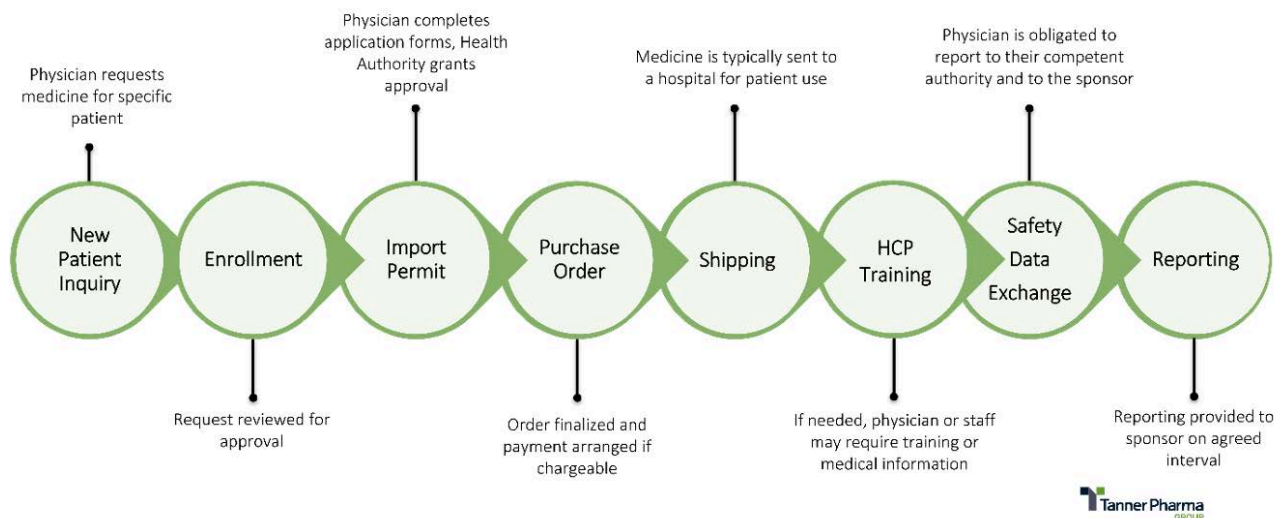 Physician requests
medicine for specific
patient
Physician completes
application forms, Health
Authority grants
approval
Medicine is typically sent to
a hospital for patient use
Physician is obligated to
report to their competent
authority and to the sponsor
New
Patient
Inquiry
Enrollment
Import
Permit
Purchase
Order
Shipping
HCP
Training
Safety
Data
Exchange
Reporting
Request reviewed for
approval
Order finalized and
payment arranged if
chargeable
If needed, physician or staff
may require training or
medical information
Reporting provided to
sponsor on agreed
interval
Tanner Pharma
GROUP